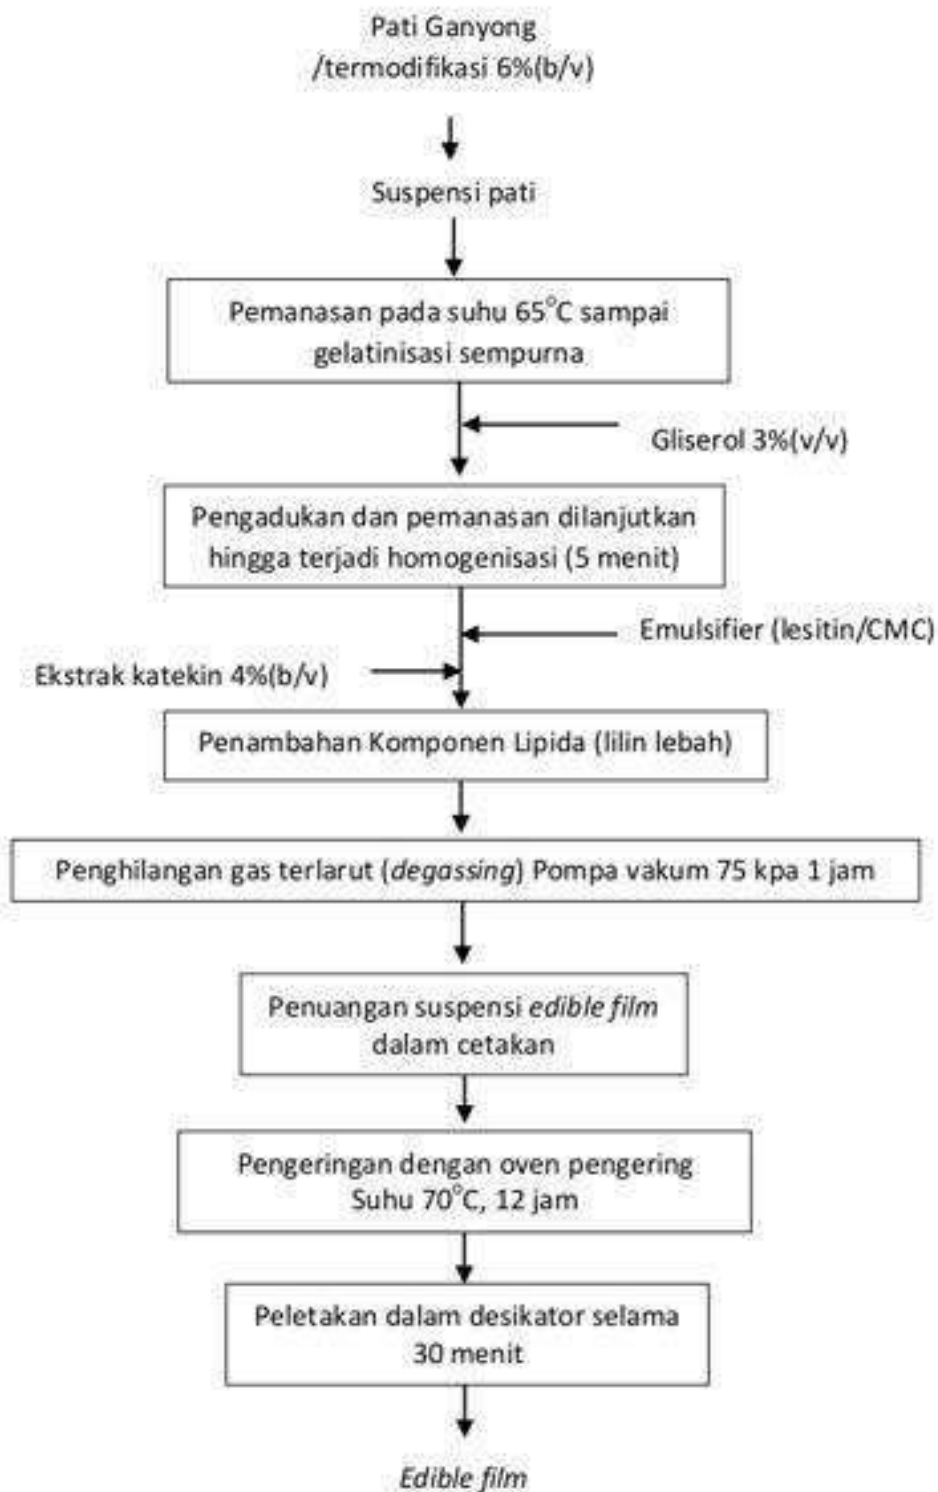 Pati Ganyong
/termodifikasi 6%(b/v)
Suspensi pati
Pemanasan pada suhu 65°C sampai
gelatinisasi sempurna
Gliserol 3%(v/v)
Pengadukan dan pemanasan dilanjutkan
hingga terjadi homogenisasi (5 menit)
Emulsifier (lesitin/CMC)
Ekstrak katekin 4%(b/v)
Penambahan Komponen Lipida (lilin lebah)
Penghilangan gas terlarut (degassing) Pompa vakum 75 kpa 1 jam
Penuangan suspensi edible film
dalam cetakan
Pengeringan dengan oven pengering
Suhu 70°C, 12 jam
Peletakan dalam desikator selama
30 menit
Edible film